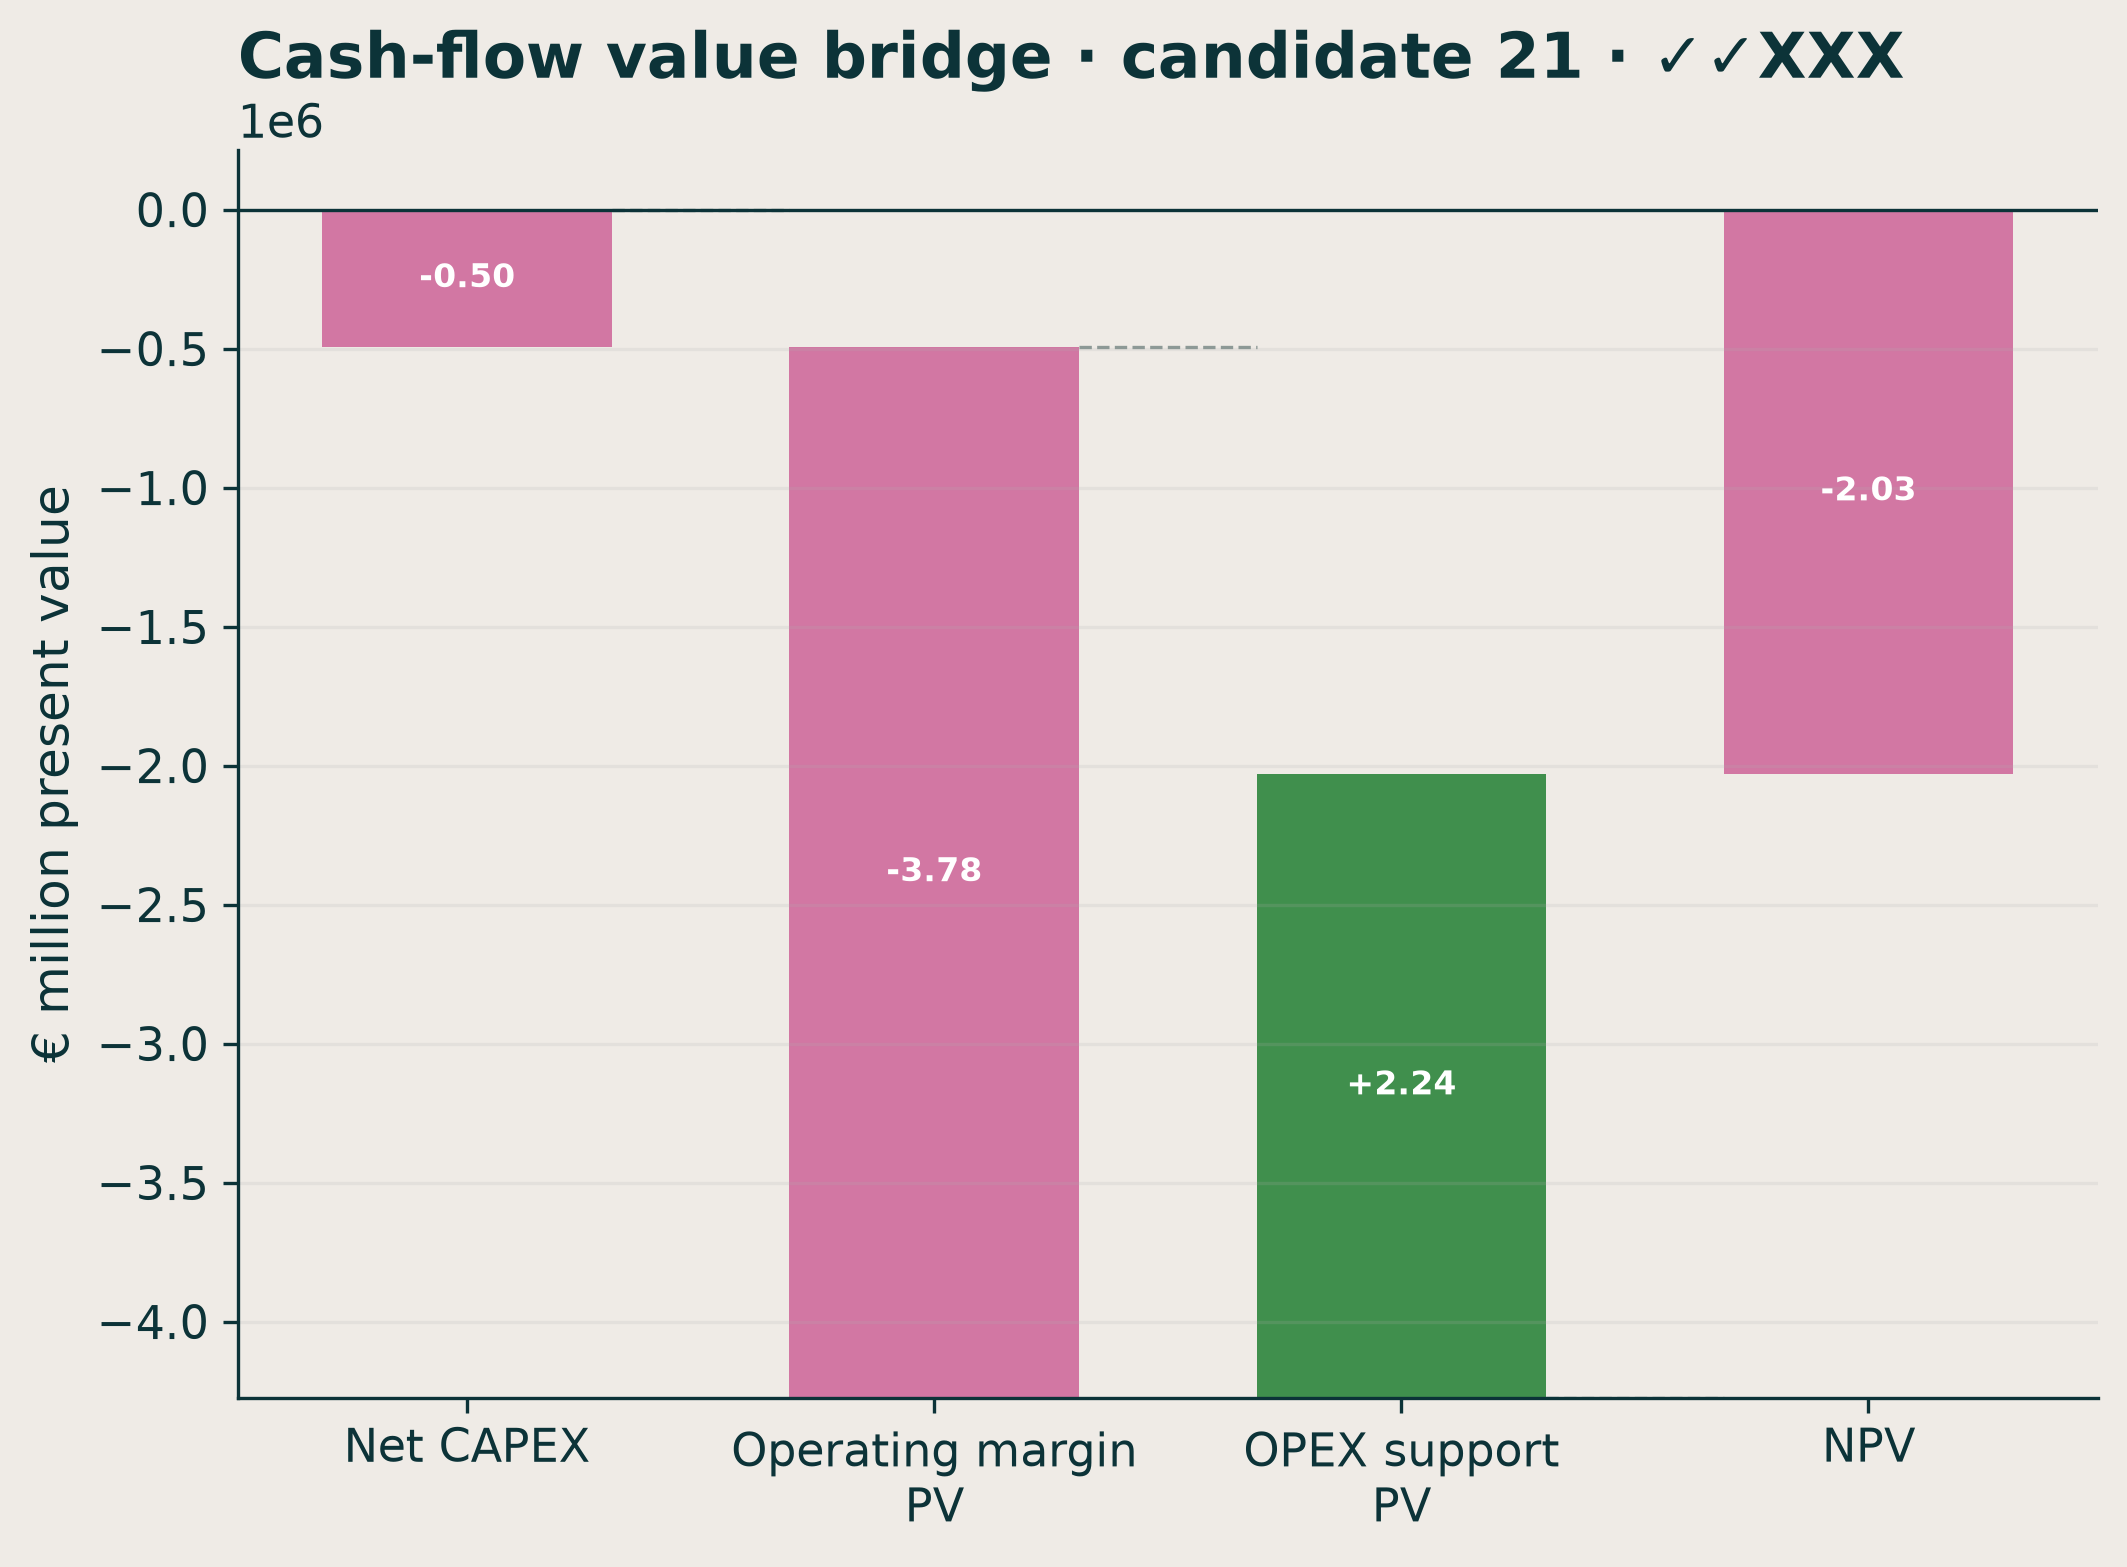 Cash-flow value bridge · candidate 21 · ✓✓XXX
1e6
0.0
−0.5
−1.0
−1.5
−2.0
−2.5
−3.0
−3.5
−4.0
€ million present value
-0.50
-3.78
+2.24
-2.03
Net CAPEX
Operating margin
PV
OPEX support
PV
NPV